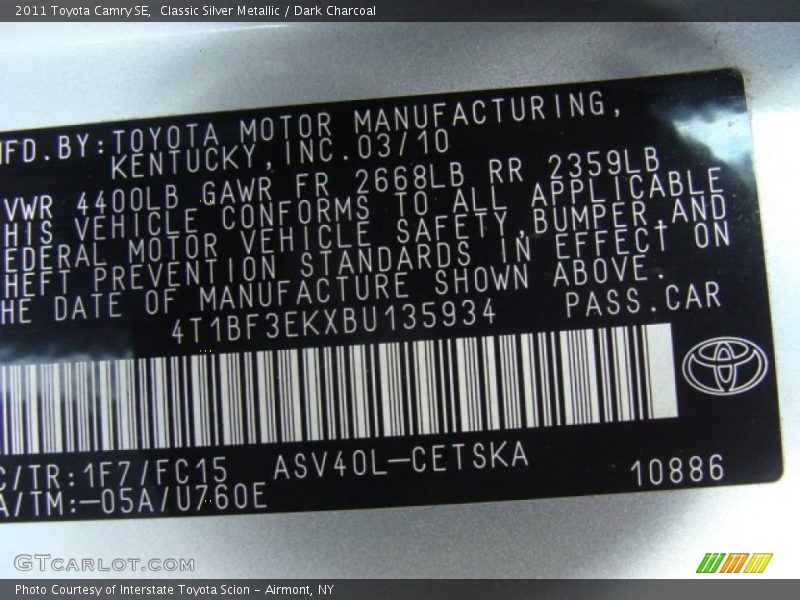 2011 Toyota Camry SE,  Classic Silver Metallic / Dark Charcoal
MFD.BY:TOYOTA MOTOR MANUFACTURING,
KENTUCKY,INC.03/10
VWR 4400LB GAWR FR 2668LB RR 2359LB
HIS VEHICLE CONFORMS TO ALL APPLICABLE
EDERAL MOTOR VEHICLE SAFETY,BUMPER,AND
HEFT PREVENTION STANDARDS IN EFFECT ON
HE DATE OF MANUFACTURE SHOWN ABOVE.
4T1BF3EKXBU135934 PASS.CAR
C/TR:1F7/FC15 ASV40L-CETSKA
A/TM:-05A/U760E 10886
GTCARLOT.COM
Photo Courtesy of Interstate Toyota Scion - Airmont, NY